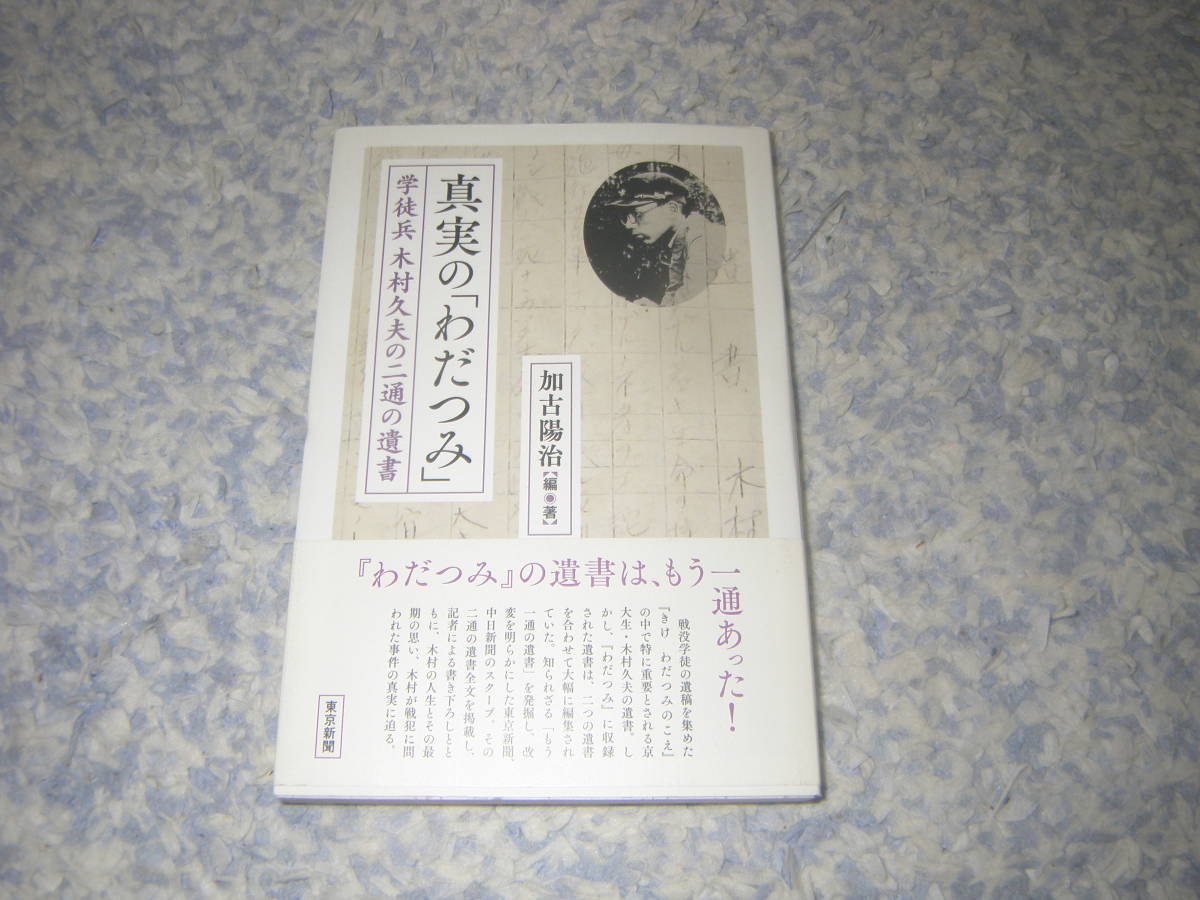 真実の「わだつみ」
学徒兵 木村久夫の二通の遺書
加古陽治【編◉著】
木村
『わだつみ』の遺書は、もう一通あった!
戦没学徒の遺稿を集めた
『きけ わだつみのこえ』
の中で特に重要とされる京
大生・木村久夫の遺書。し
かし、『わだつみ』に収録
された遺書は、二つの遺書
を合わせて大幅に編集され
ていた。知られざる「もう
一通の遺書」を発掘し、改
変を明らかにした東京新聞、
中日新聞のスクープ。その
二通の遺書全文を掲載し、
記者による書き下ろしとと
もに、木村の人生とその最
期の思い、木村が戦犯に問
われた事件の真実に迫る。
東京新聞